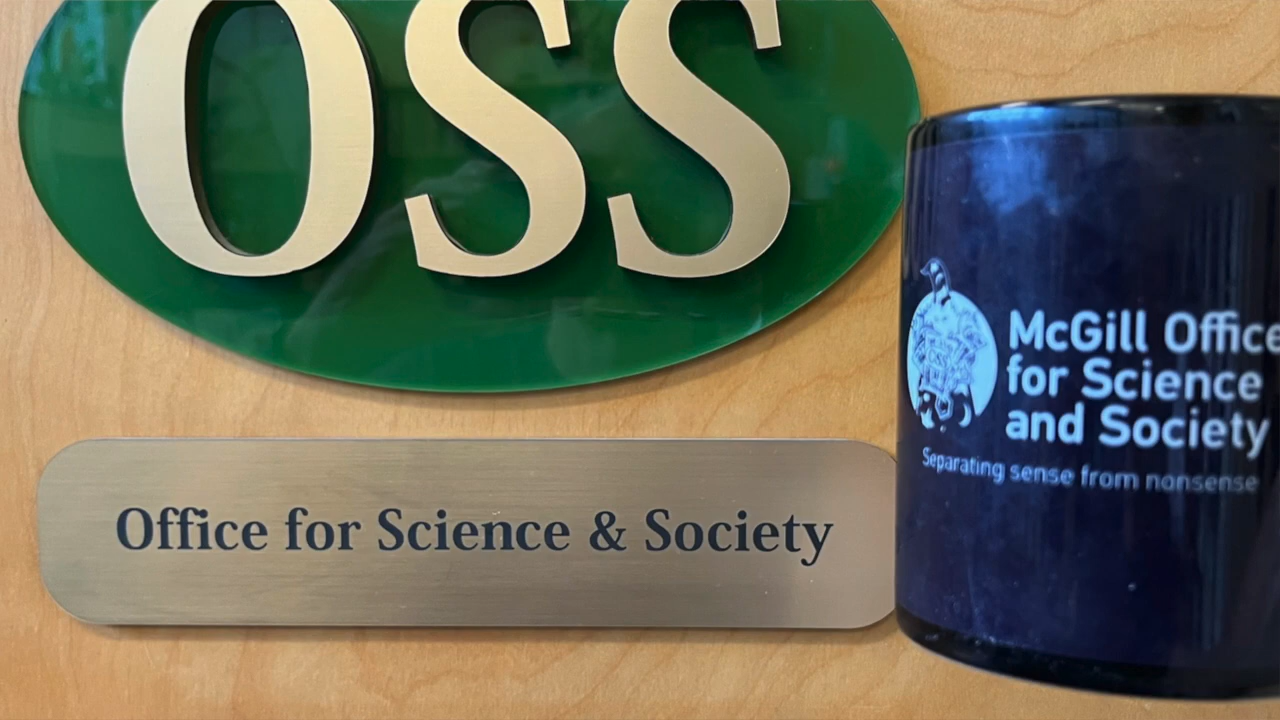 OSS
Office for Science & Society
McGill Office
for Science
and Society
Separating sense from nonsense